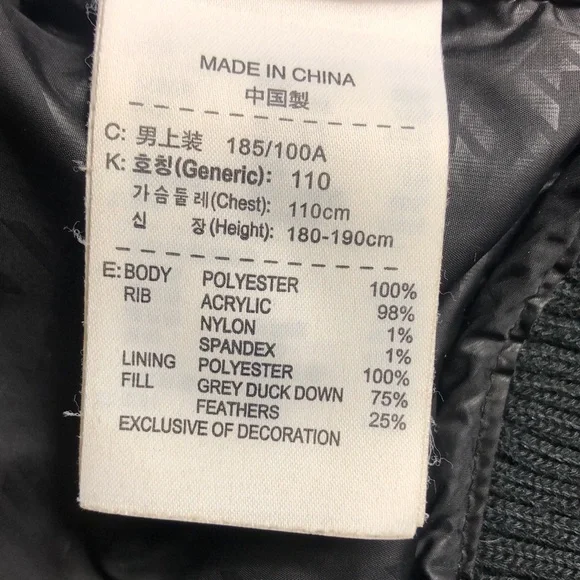 MADE IN CHINA
中国製
C: 男上装 185/100A
K: 호칭(Generic): 110
가슴둘레(Chest): 110cm
신 장(Height): 180-190cm
E: BODY POLYESTER 100%
RIB ACRYLIC 98%
NYLON 1%
SPANDEX 1%
LINING POLYESTER 100%
FILL GREY DUCK DOWN 75%
FEATHERS 25%
EXCLUSIVE OF DECORATION